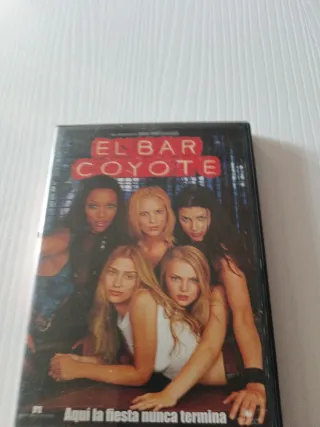 EL BAR
COYOTE
Aquí la fiesta nunca termina